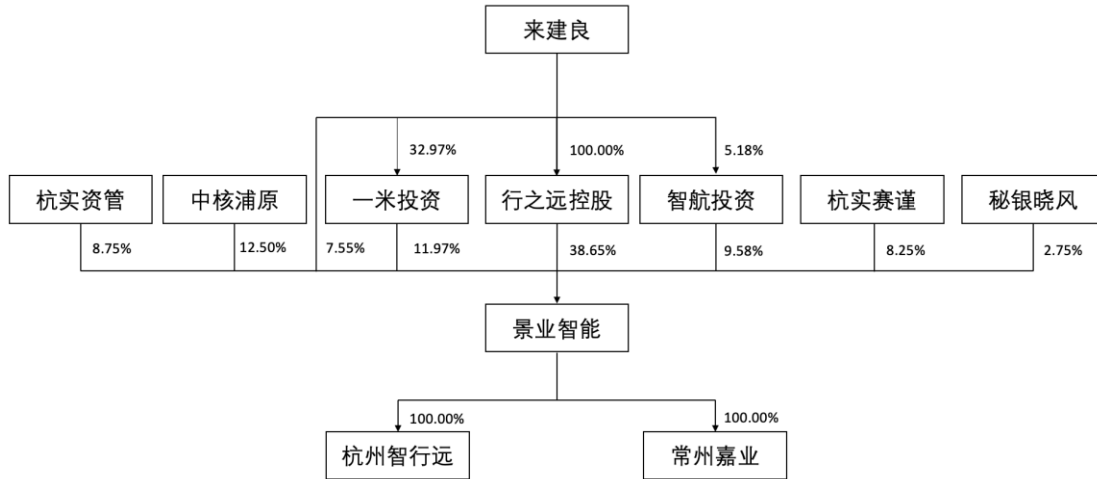 来建良
32.97%
100.00%
5.18%
杭实资管
中核浦原
一米投资
行之远控股
智航投资
杭实赛谨
秘银晓风
8.75%
12.50%
7.55%
11.97%
38.65%
9.58%
8.25%
2.75%
景业智能
100.00%
100.00%
杭州智行远
常州嘉业